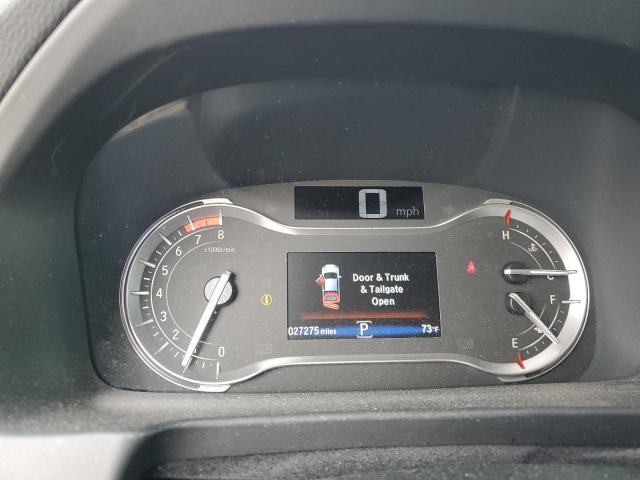 0 mph
7 8
6
5
4
3
2
1
0
x1000r/min
Door & Trunk
& Tailgate
Open
027275 miles P 73°F
H
C
F
E